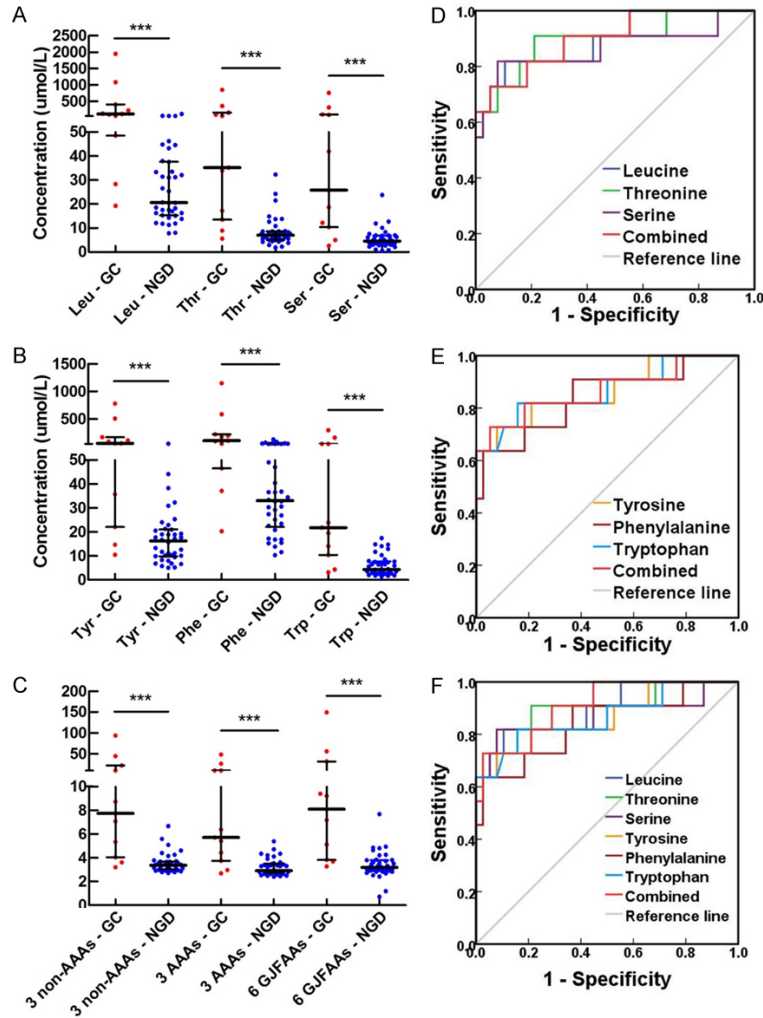 A
Concentration (umol/L)
2500
2000
1500
1000
500
50
40
30
20
10
0
***
***
***
Leu - GC
Leu - NGD
Thr - GC
Thr - NGD
Ser - GC
Ser - NGD
D
Sensitivity
1.0
0.8
0.6
0.4
0.2
0.0
Leucine
Threonine
Serine
Combined
Reference line
0.0
0.2
0.4
0.6
0.8
1.0
1 - Specificity
B
Concentration (umol/L)
1500
1000
500
50
40
30
20
10
0
***
***
***
Tyr - GC
Tyr - NGD
Phe - GC
Phe - NGD
Trp - GC
Trp - NGD
E
Sensitivity
1.0
0.8
0.6
0.4
0.2
0.0
Tyrosine
Phenylalanine
Tryptophan
Combined
Reference line
0.0
0.2
0.4
0.6
0.8
1.0
1 - Specificity
C
200
150
100
50
10
8
6
4
2
0
***
***
***
3 non-AAAs - GC
3 non-AAAs - NGD
3 AAAs - GC
3 AAAs - NGD
6 GJFAAs - GC
6 GJFAAs - NGD
F
Sensitivity
1.0
0.8
0.6
0.4
0.2
0.0
Leucine
Threonine
Serine
Tyrosine
Phenylalanine
Tryptophan
Combined
Reference line
0.0
0.2
0.4
0.6
0.8
1.0
1 - Specificity